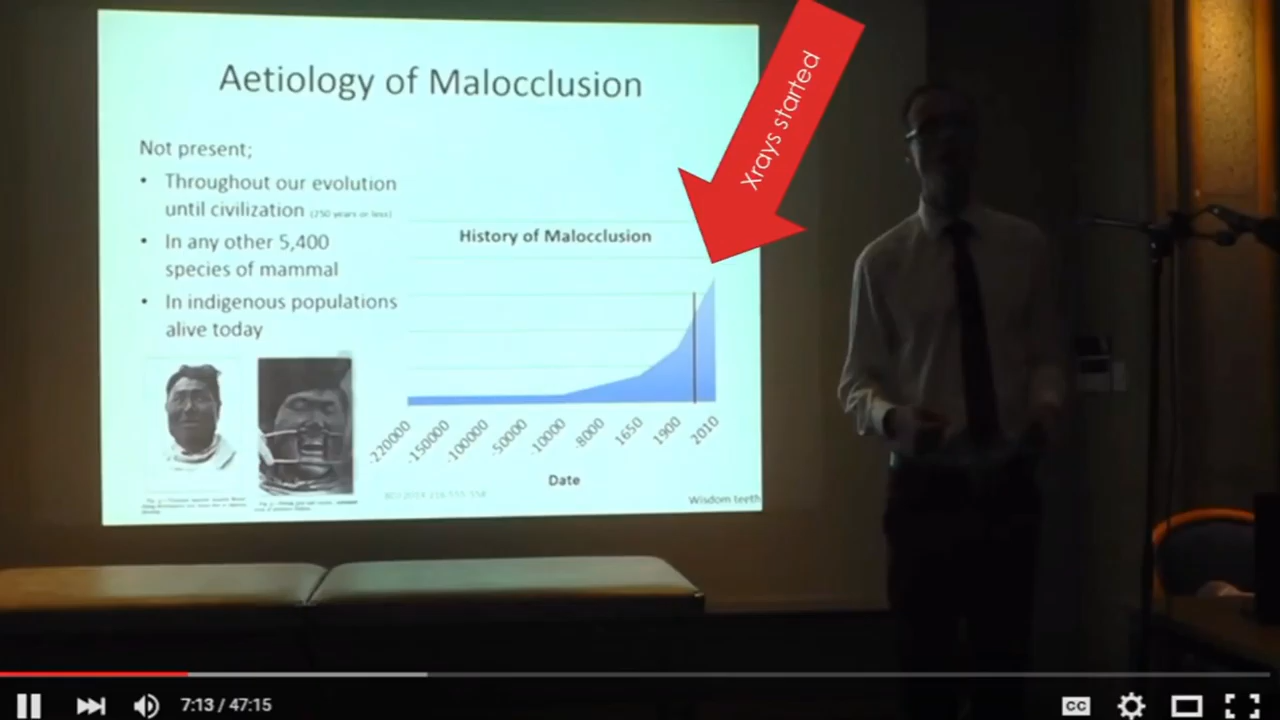 Aetiology of Malocclusion
Xrays started
Not present;
• Throughout our evolution
until civilization (250 years or less)
• In any other 5,400
species of mammal
• In indigenous populations
alive today
History of Malocclusion
-220000
-150000
-100000
-50000
-10000
-8000
1650
1900
2010
Date
Wisdom teeth
7:13 / 47:15
CC